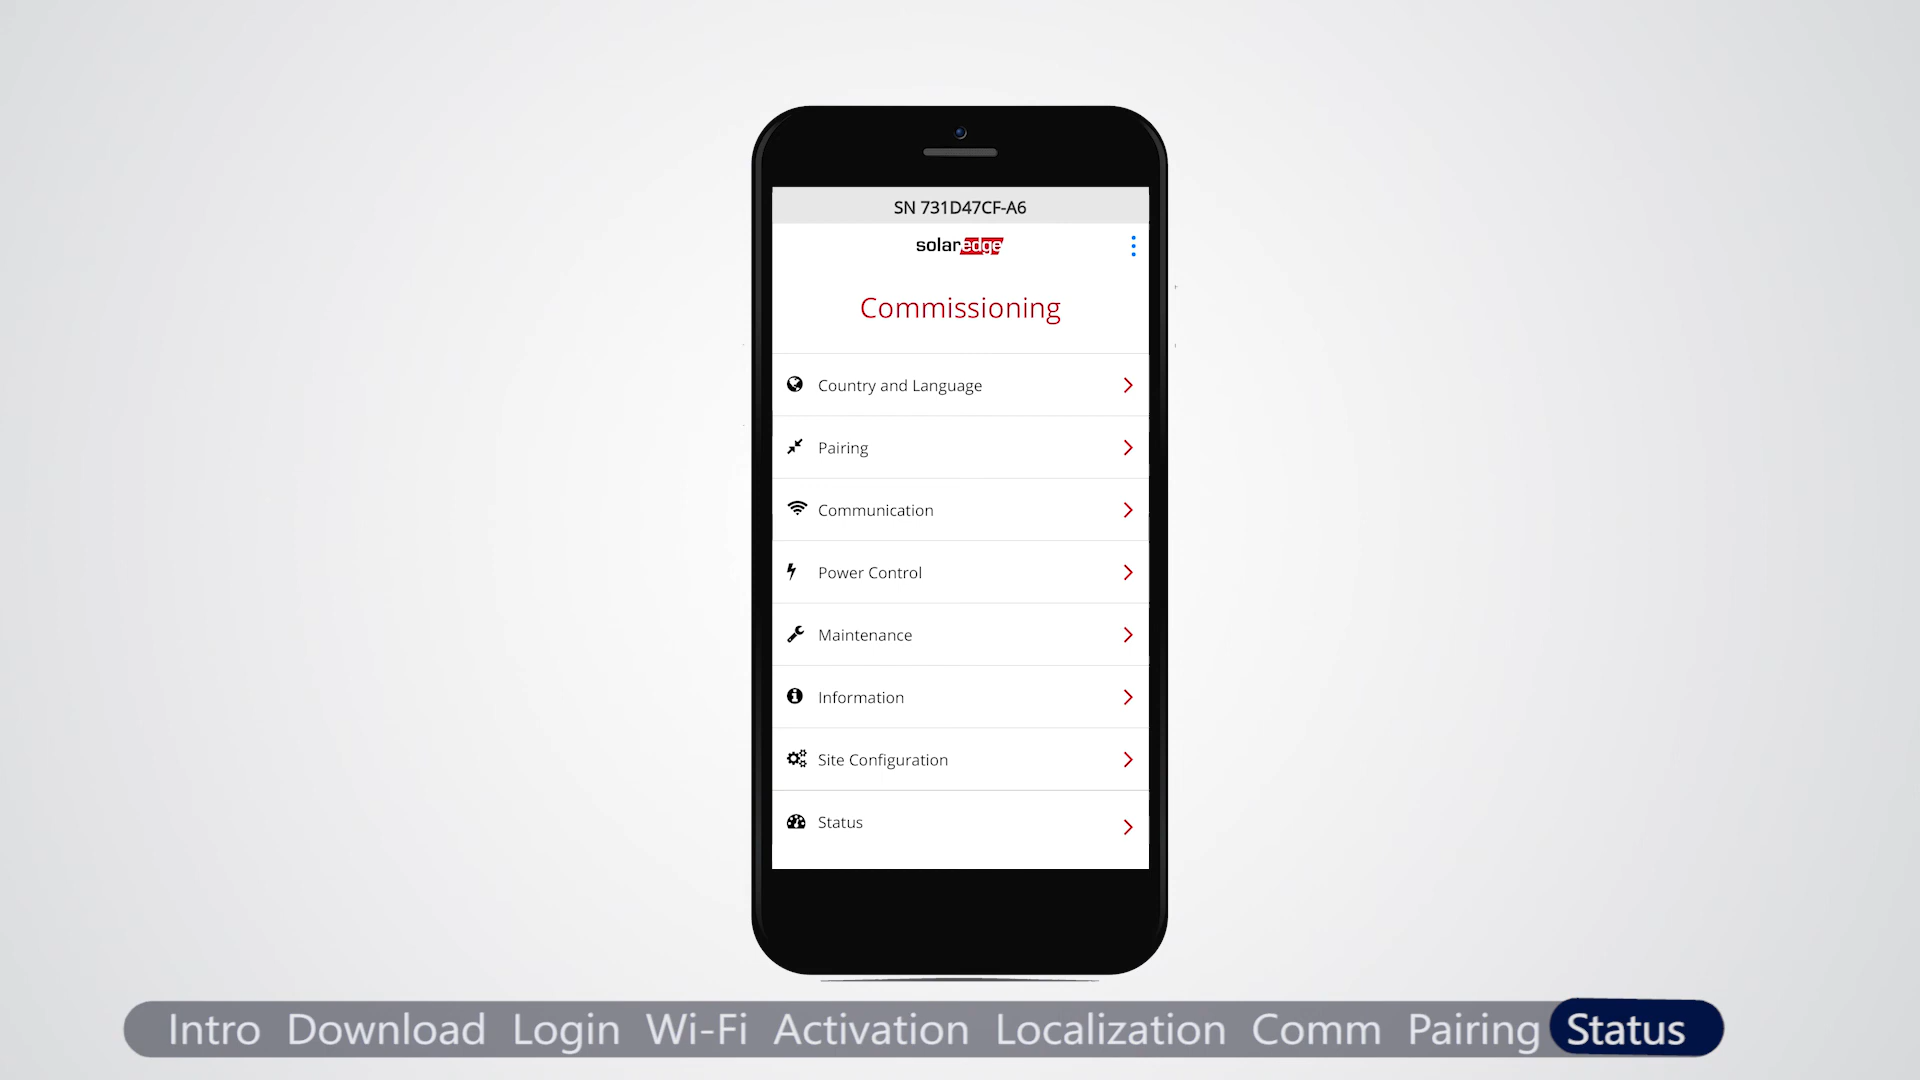 SN 731D47CF-A6
solaredge
Commissioning
Country and Language
Pairing
Communication
Power Control
Maintenance
Information
Site Configuration
Status
Intro Download Login Wi-Fi Activation Localization Comm Pairing Status